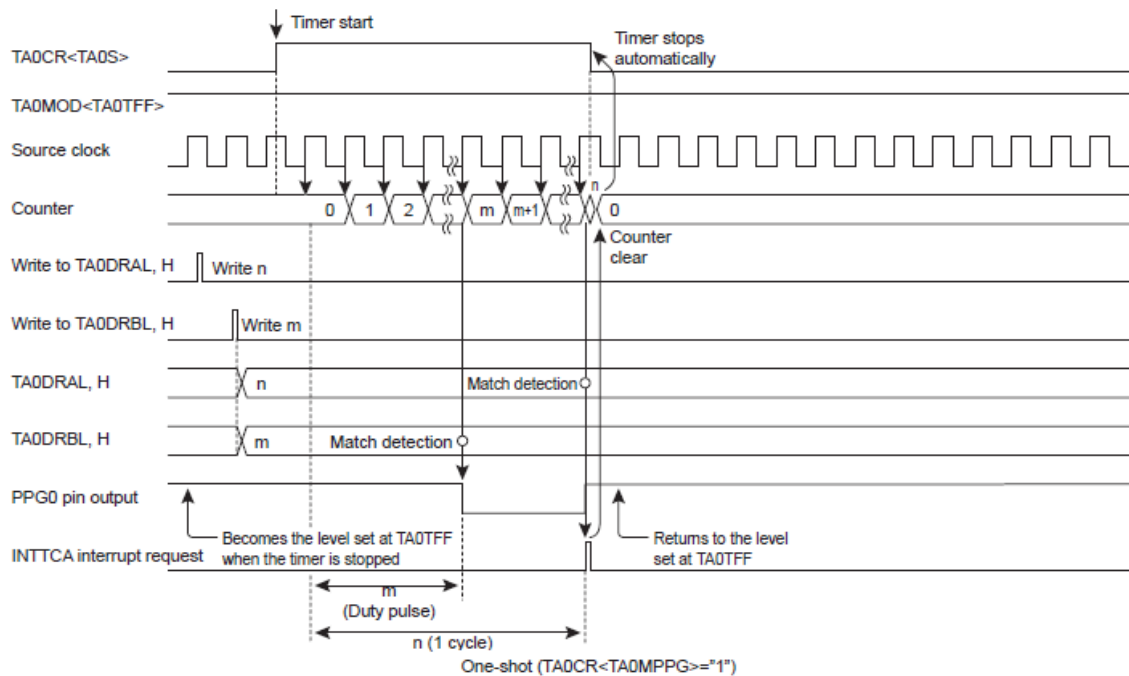 Timer start
TA0CR<TA0S>
Timer stops
automatically
TA0MOD<TA0TFF>
Source clock
n
Counter
0 1 2 m m+1 0
Counter
clear
Write to TA0DRAL, H
Write n
Write to TA0DRBL, H
Write m
TA0DRAL, H
n
Match detection
TA0DRBL, H
m
Match detection
PPG0 pin output
Becomes the level set at TA0TFF
when the timer is stopped
Returns to the level
set at TA0TFF
INTTCA interrupt request
m
(Duty pulse)
n (1 cycle)
One-shot (TA0CR<TA0MPPG>="1")